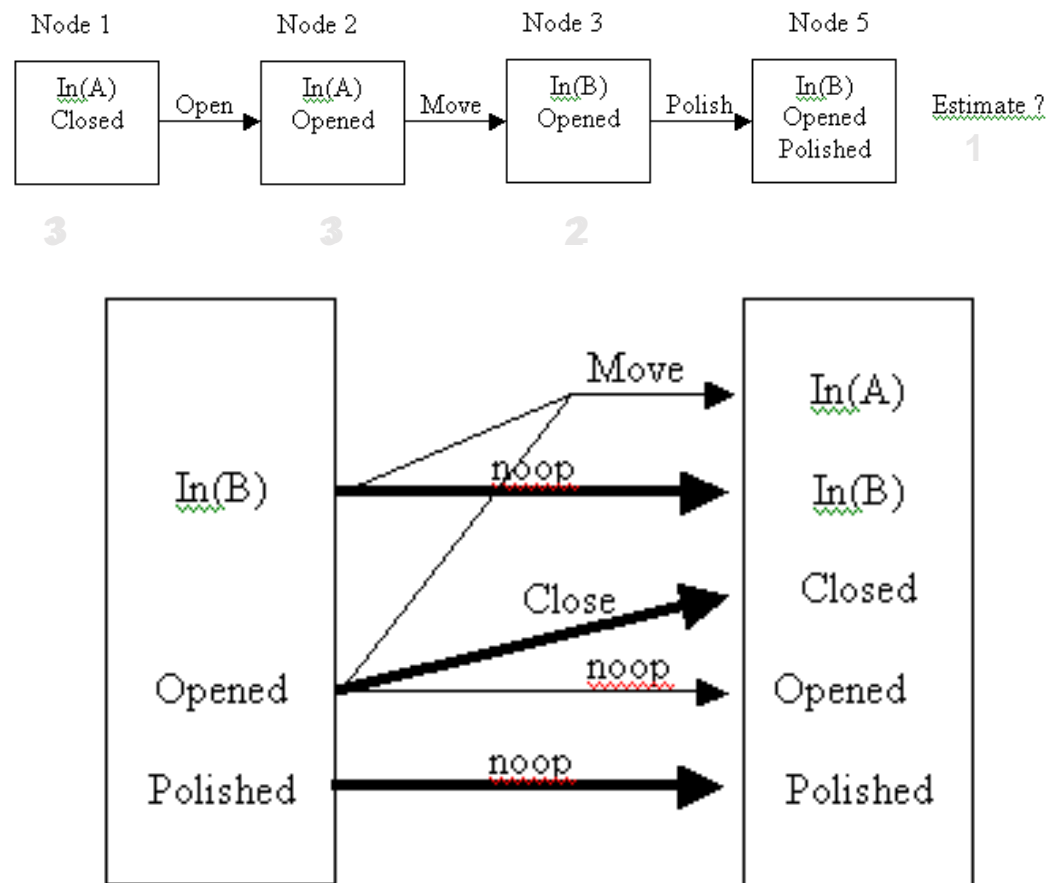 Node 1
Node 2
Node 3
Node 5
In(A)
Closed
Open
In(A)
Opened
Move
In(B)
Opened
Polish
In(B)
Opened
Polished
Estimate ?
1
3
3
2
Move
In(A)
In(B)
noop
In(B)
Close
Closed
Opened
noop
Opened
Polished
noop
Polished